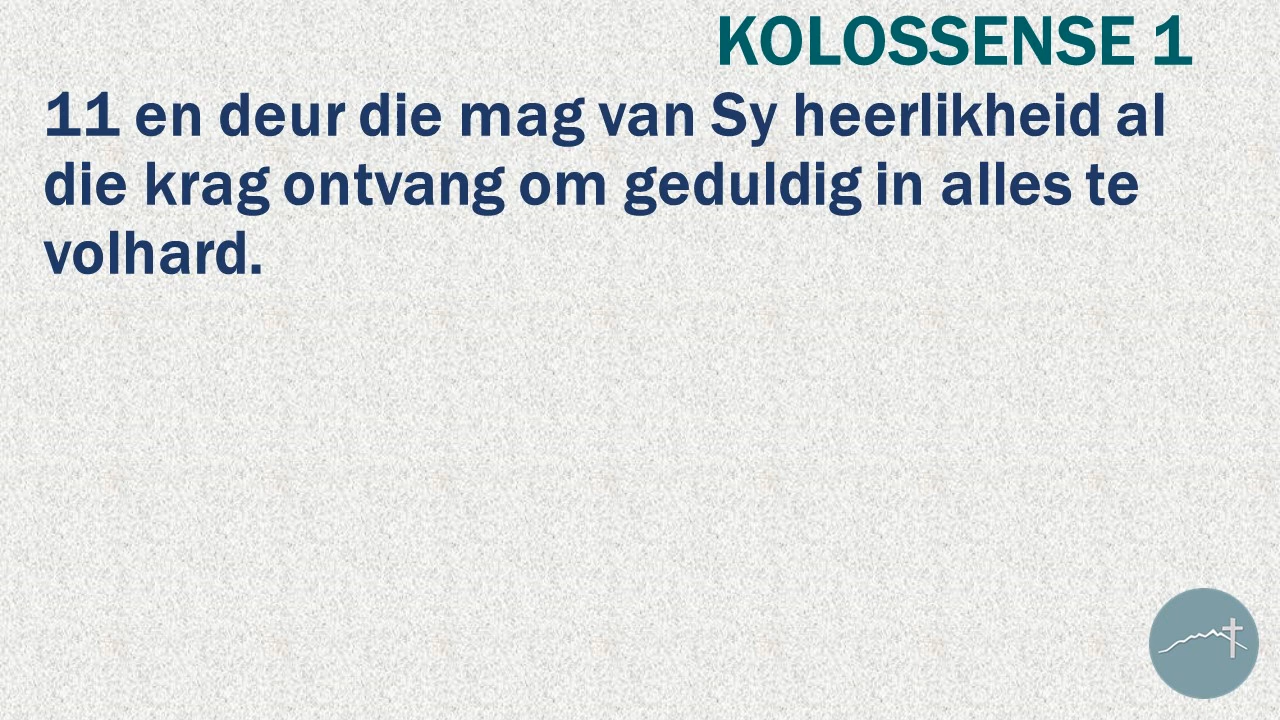 KOLOSSENSE 1
11 en deur die mag van Sy heerlikheid al
die krag ontvang om geduldig in alles te
volhard.